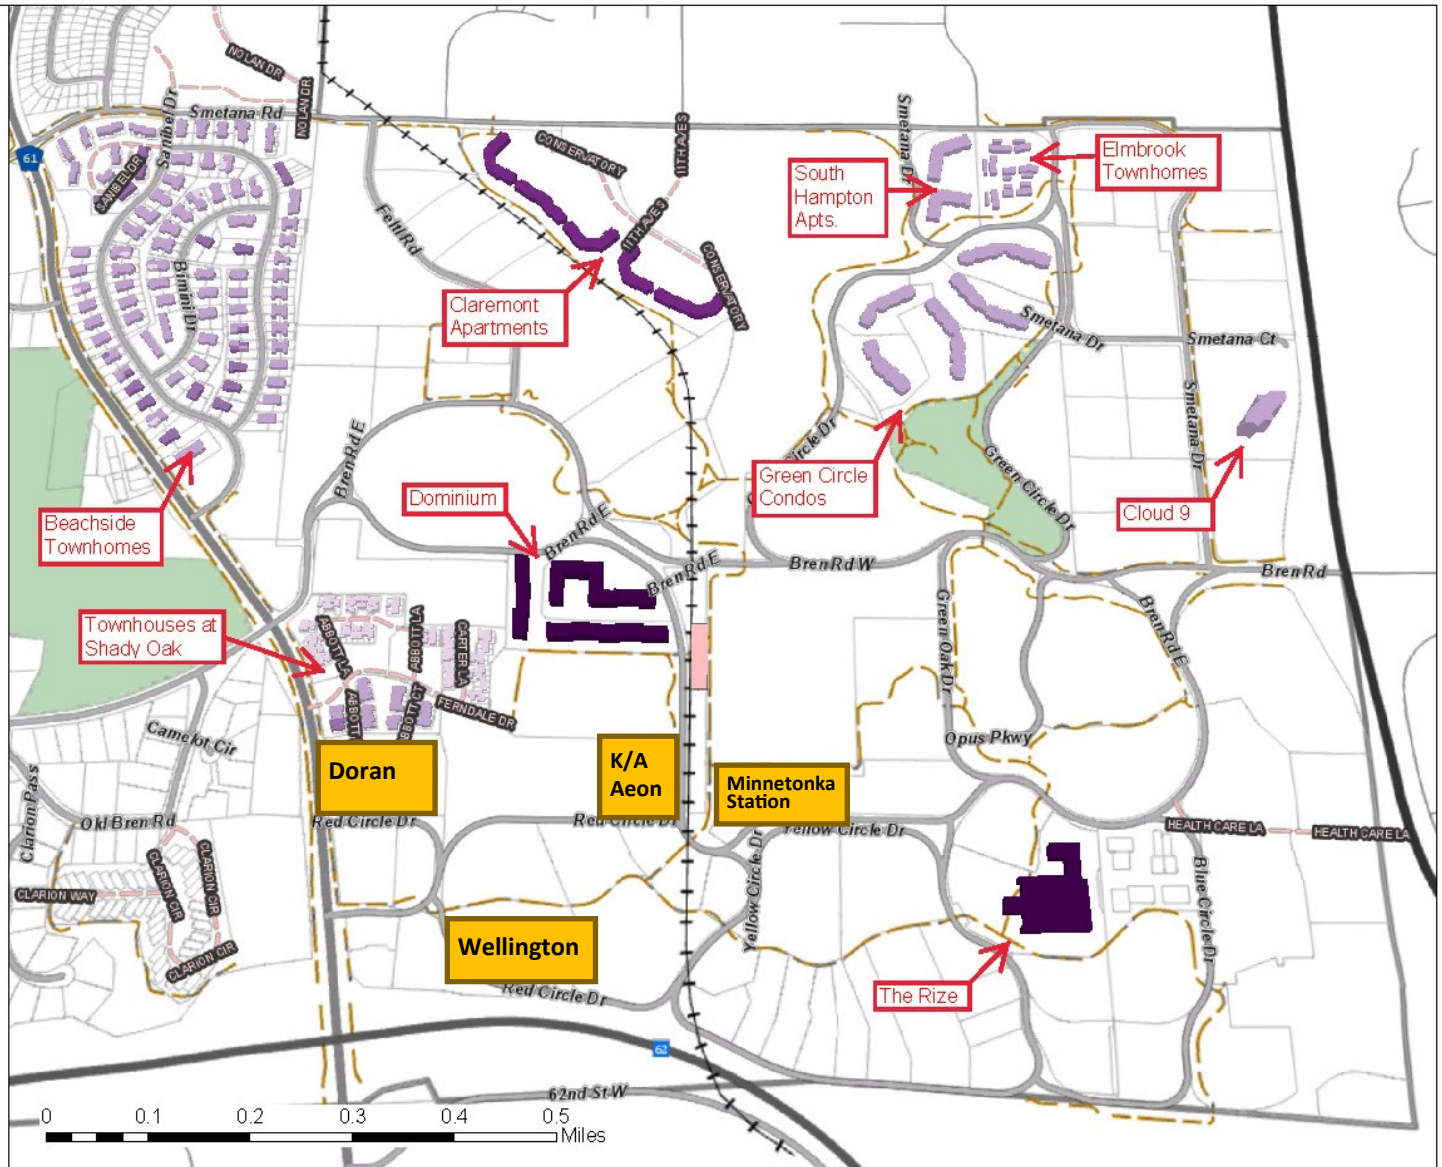 NOLAN DR
NOLAN DR
Smetana Rd
Sanibel Dr
SANIBEL DR
61
Bimini Dr
Feltl Rd
CONSERVATORY
11TH AVE S
11TH AVE S
CONSERVATORY
Claremont
Apartments
Smetana Dr
South
Hampton
Apts.
Elmbrook
Townhomes
Smetana Dr
Smetana Ct
Smetana Dr
Green Circle
Condos
Circle Dr
Green Circle Dr
Cloud 9
Bren Rd E
Dominium
Bren Rd E
Bren Rd E
Bren Rd W
Bren Rd
Bren Rd E
Beachside
Townhomes
Townhouses at
Shady Oak
ABBOTT LA
ABBOTT LA
CARTER LA
ABBOTT
ABBOTT CT
FERNDALE DR
Green Oak Dr
Opus Pkwy
Camelot Cir
Clarion Pass
Old Bren Rd
CLARION WAY
CLARION CIR
CLARION CIR
CLARION CIR
Doran
K/A
Aeon
Minnetonka
Station
Red Circle Dr
Red Circle Dr
Yellow Circle Dr
Yellow Circle Dr
HEALTH CARE LA
HEALTH CARE LA
Blue Circle Dr
Wellington
Red Circle Dr
The Rize
62
62nd St W
0 0.1 0.2 0.3 0.4 0.5
Miles